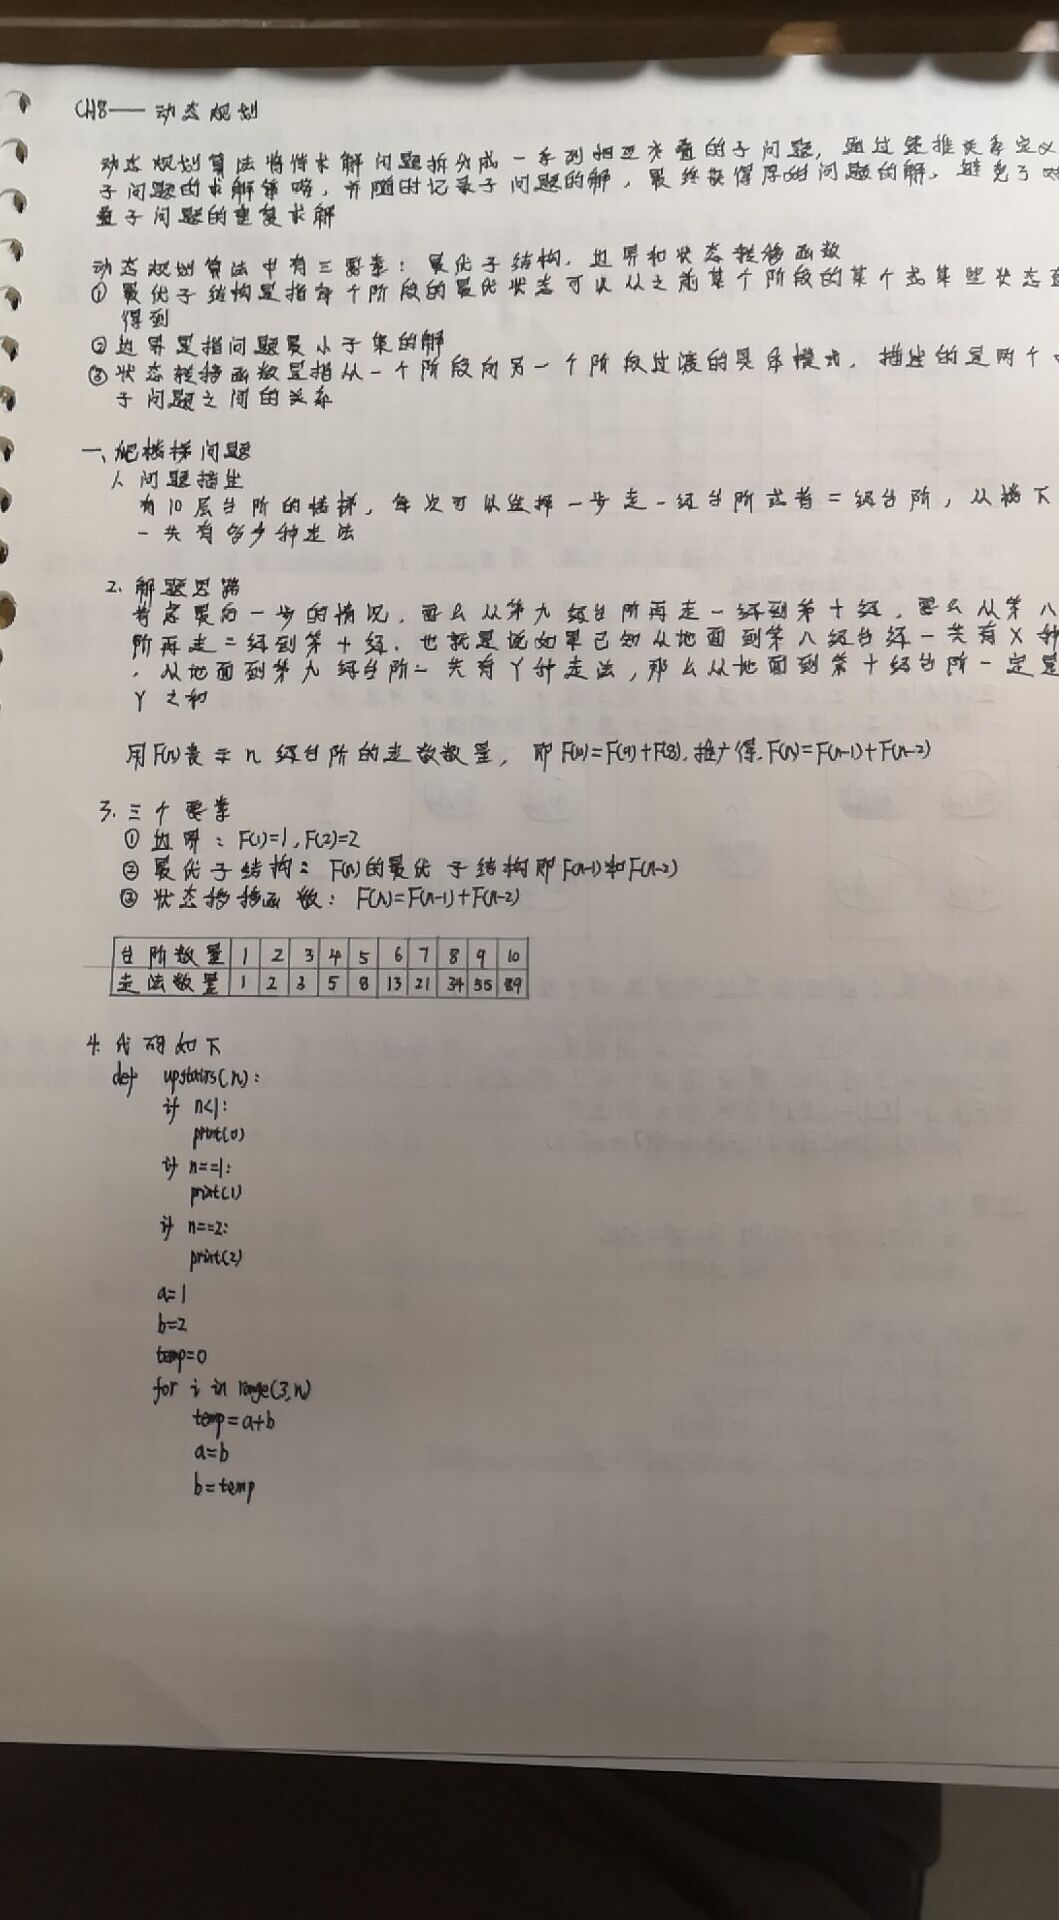 CH8—— 动态规划
动态规划算法将待求解问题拆分成一系列相互交叠的子问题，通过递推关系定义
子问题的求解策略，并随时记录子问题的解，最终获得原始问题的解，避免了对
叠子问题的重复求解
动态规划算法中有三要素：最优子结构，边界和状态转移函数
① 最优子结构是指每个阶段的最优状态可以从之前某个阶段的某个或某些状态直
得到
② 边界是指问题最小子集的解
③ 状态转移函数是指从一个阶段向另一个阶段过渡的具体模式，描述的是两个
子问题之间的关系
一、爬楼梯问题
1. 问题描述
有10层台阶的楼梯，每次可以选择一步走一级台阶或者二级台阶，从楼下
一共有多少种走法
2. 解题思路
考虑最后一步的情况，要么从第九级台阶再走一级到第十级，要么从第八
阶再走二级到第十级．也就是说如果已知从地面到第八级台级一共有X种
，从地面到第九级台阶一共有Y种走法，那么从地面到第十级台阶一定是
Y之和
用F(n)表示n级台阶的走数数量，即F(10)=F(9)+F(8)，推广得，F(n)=F(n-1)+F(n-2)
3. 三个要素
① 边界：F(1)=1，F(2)=2
② 最优子结构：F(n)的最优子结构即F(n-1)和F(n-2)
③ 状态转移函数：F(n)=F(n-1)+F(n-2)
台阶数量 1 2 3 4 5 6 7 8 9 10
走法数量 1 2 3 5 8 13 21 34 55 89
4. 代码如下
def upstairs(n):
if n<1:
print(0)
if n==1:
print(1)
if n==2:
print(2)
a=1
b=2
temp=0
for i in range(3,n)
temp=a+b
a=b
b=temp